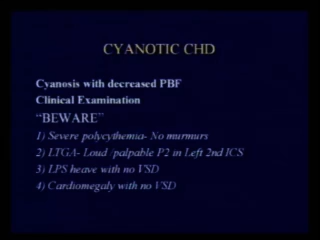 CYANOTIC CHD
Cyanosis with decreased PBF
Clinical Examination
“BEWARE”
1) Severe polycythemia- No murmurs
2) LTGA- Loud /palpable P2 in Left 2nd ICS
3) LPS heave with no VSD
4) Cardiomegaly with no VSD